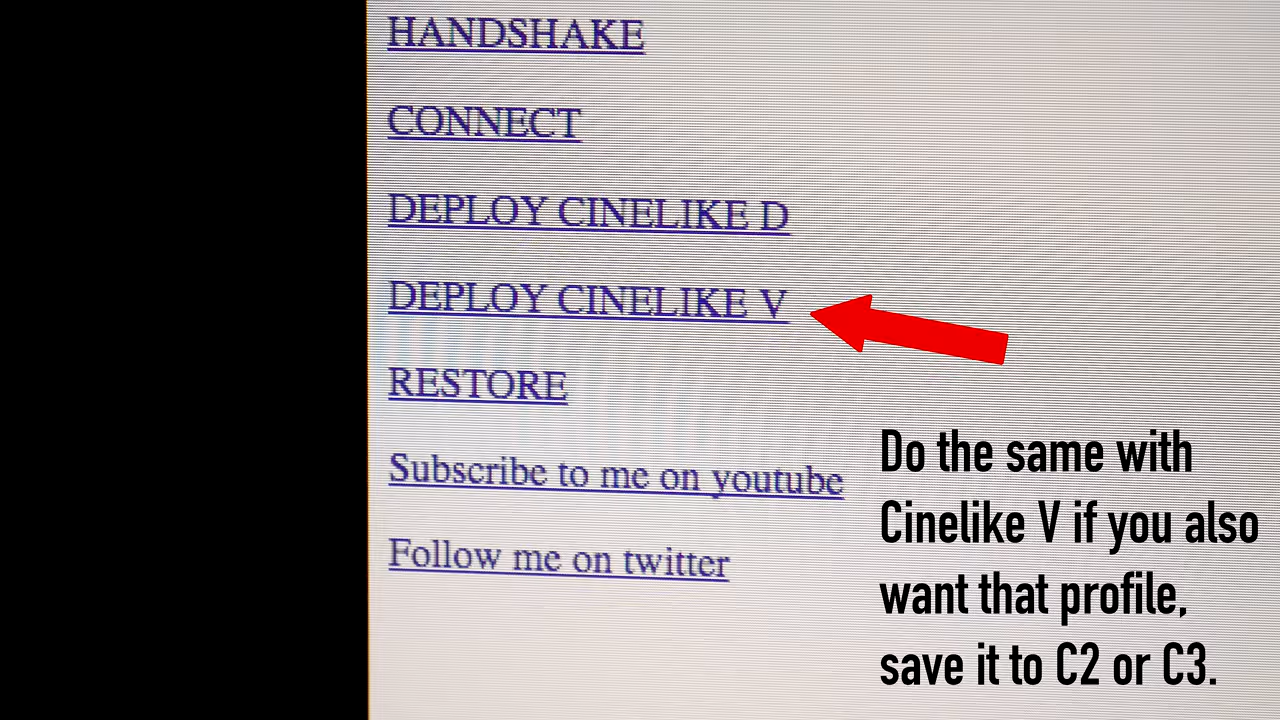 HANDSHAKE
CONNECT
DEPLOY CINELIKE D
DEPLOY CINELIKE V
RESTORE
Subscribe to me on youtube
Follow me on twitter
Do the same with
Cinelike V if you also
want that profile,
save it to C2 or C3.